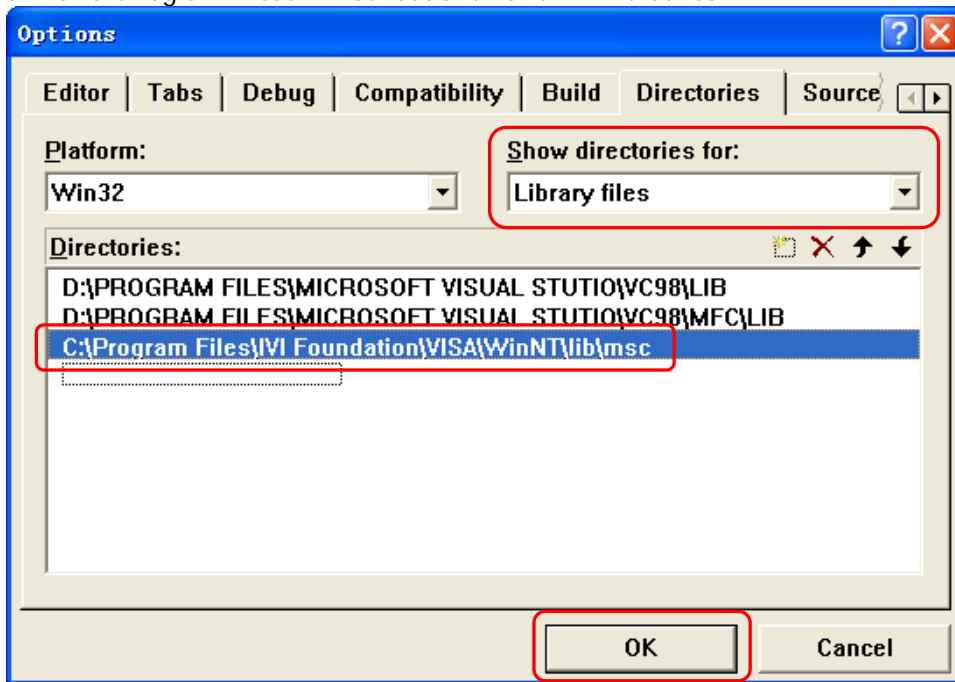 Options
Editor Tabs Debug Compatibility Build Directories Source
Platform: Show directories for:
Win32 Library files
Directories:
D:\PROGRAM FILES\MICROSOFT VISUAL STUTIO\VC98\LIB
D:\PROGRAM FILES\MICROSOFT VISUAL STUTIO\VC98\MFC\LIB
C:\Program Files\IVI Foundation\VISA\WinNT\lib\msc
OK Cancel